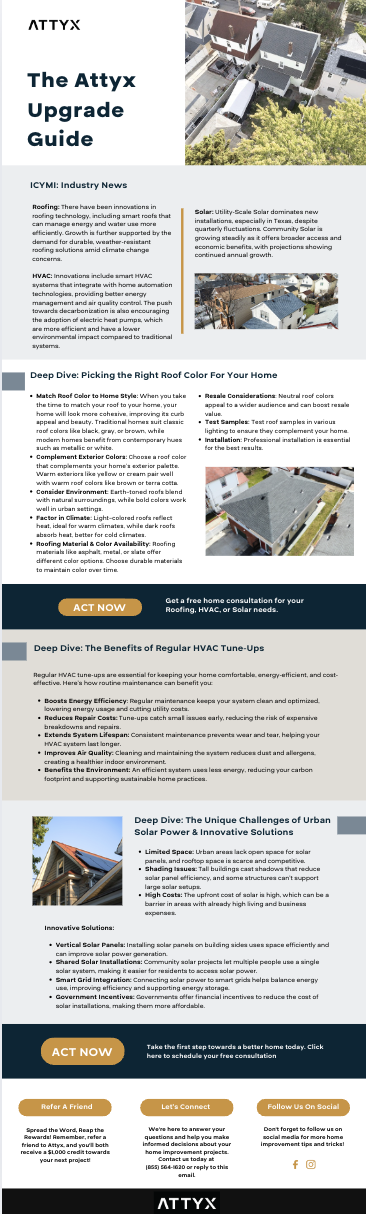 ATTYX
The Attyx
Upgrade
Guide
ICYMI: Industry News
Roofing: There have been innovations in
roofing technology, including smart roofs that
can manage energy and water use more
efficiently. Growth is further supported by the
demand for durable, weather-resistant
roofing solutions amid climate change
concerns.
HVAC: Innovations include smart HVAC
systems that integrate with home automation
technologies, providing better energy
management and air quality control. The push
towards decarbonization is also encouraging
the adoption of electric heat pumps, which
are more efficient and have a lower
environmental impact compared to traditional
systems.
Solar: Utility-Scale Solar dominates new
installations, especially in Texas, despite
quarterly fluctuations. Community Solar is
growing steadily as it offers broader access and
economic benefits, with projections showing
continued annual growth.
Deep Dive: Picking the Right Roof Color For Your Home
• Match Roof Color to Home Style: When you take
the time to match your roof to your home, your
home will look more cohesive, improving its curb
appeal and beauty. Traditional homes suit classic
roof colors like black, gray, or brown, while
modern homes benefit from contemporary hues
such as metallic or white.
• Complement Exterior Colors: Choose a roof color
that complements your home's exterior palette.
Warm exteriors like yellow or cream pair well
with warm roof colors like brown or terra cotta.
• Consider Environment: Earth-toned roofs blend
with natural surroundings, while bold colors work
well in urban settings.
• Factor in Climate: Light-colored roofs reflect
heat, ideal for warm climates, while dark roofs
absorb heat, better for cold climates.
• Roofing Material & Color Availability: Roofing
materials like asphalt, metal, or slate offer
different color options. Choose durable materials
to maintain color over time.
• Resale Considerations: Neutral roof colors
appeal to a wider audience and can boost resale
value.
• Test Samples: Test roof samples in various
lighting to ensure they complement your home.
• Installation: Professional installation is essential
for the best results.
ACT NOW
Get a free home consultation for your
Roofing, HVAC, or Solar needs.
Deep Dive: The Benefits of Regular HVAC Tune-Ups
Regular HVAC tune-ups are essential for keeping your home comfortable, energy-efficient, and cost-
effective. Here's how routine maintenance can benefit you:
• Boosts Energy Efficiency: Regular maintenance keeps your system clean and optimized,
lowering energy usage and cutting utility costs.
• Reduces Repair Costs: Tune-ups catch small issues early, reducing the risk of expensive
breakdowns and repairs.
• Extends System Lifespan: Consistent maintenance prevents wear and tear, helping your
HVAC system last longer.
• Improves Air Quality: Cleaning and maintaining the system reduces dust and allergens,
creating a healthier indoor environment.
• Benefits the Environment: An efficient system uses less energy, reducing your carbon
footprint and supporting sustainable home practices.
Deep Dive: The Unique Challenges of Urban
Solar Power & Innovative Solutions
• Limited Space: Urban areas lack open space for solar
panels, and rooftop space is scarce and competitive.
• Shading Issues: Tall buildings cast shadows that reduce
solar panel efficiency, and some structures can't support
large solar setups.
• High Costs: The upfront cost of solar is high, which can be a
barrier in areas with already high living and business
expenses.
Innovative Solutions:
• Vertical Solar Panels: Installing solar panels on building sides uses space efficiently and
can improve solar power generation.
• Shared Solar Installations: Community solar projects let multiple people use a single
solar system, making it easier for residents to access solar power.
• Smart Grid Integration: Connecting solar power to smart grids helps balance energy
use, improving efficiency and supporting energy storage.
• Government Incentives: Governments offer financial incentives to reduce the cost of
solar installations, making them more affordable.
ACT NOW
Take the first step towards a better home today. Click
here to schedule your free consultation
Refer A Friend
Spread the Word, Reap the
Rewards! Remember, refer a
friend to Attyx, and you'll both
receive a $1,000 credit towards
your next project!
Let's Connect
We're here to answer your
questions and help you make
informed decisions about your
home improvement projects.
Contact us today at
(855) 584-1620 or reply to this
email.
Follow Us On Social
Don't forget to follow us on
social media for more home
improvement tips and tricks!
ATTYX